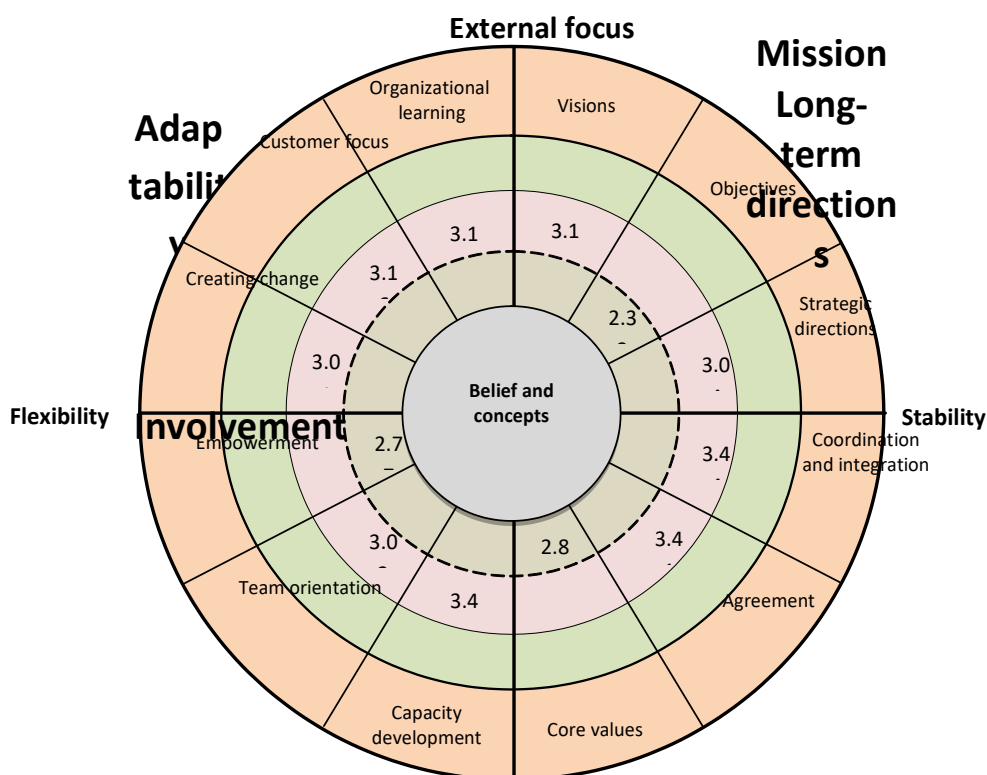 External focus
Mission
Long-
term
direction
s
Adap
tabilit
y
Organizational
learning
Visions
Customer focus
Objectives
Creating change
Strategic
directions
3.1
3.1
3.1
2.3
3.0
3.0
Belief and
concepts
Flexibility
Stability
Involvement
Empowerment
Coordination
and integration
2.7
3.4
3.0
2.8
3.4
3.4
Team orientation
Agreement
Capacity
development
Core values